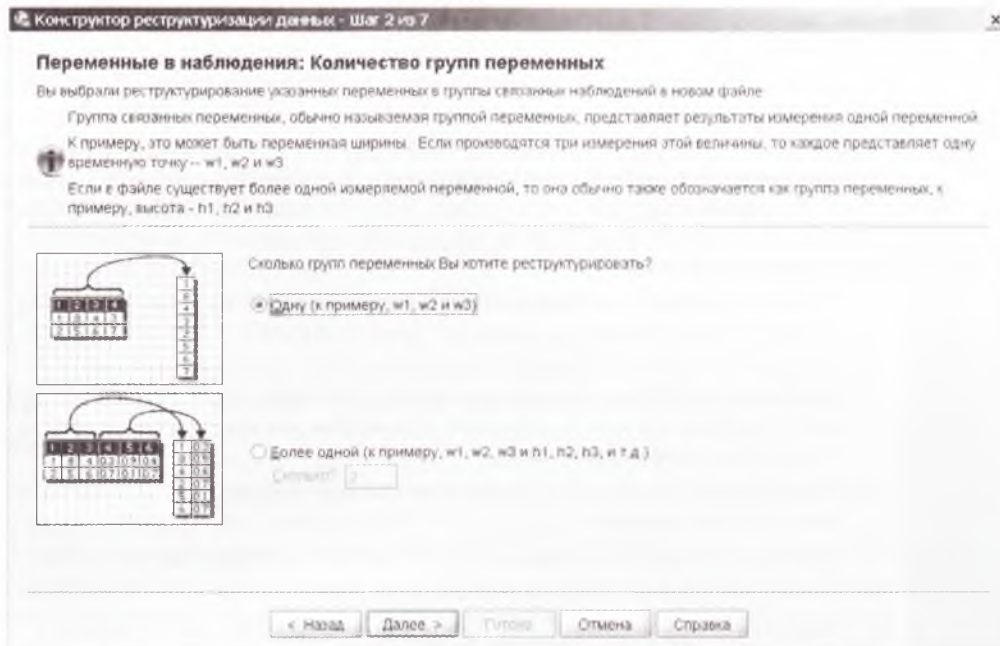 Конструктор реструктуризации данных - Шаг 2 из 7
Переменные в наблюдения: Количество групп переменных
Вы выбрали реструктурирование указанных переменных в группы связанных наблюдений в новом файле
Группа связанных переменных, обычно называемая группой переменных, представляет результаты измерения одной переменной.
К примеру, это может быть переменная ширины. Если производятся три измерения этой величины, то каждое представляет одну
временную точку -- w1, w2 и w3
Если в файле существует более одной измеряемой переменной, то она обычно также обозначается как группа переменных, к
примеру, высота - h1, h2 и h3
Сколько групп переменных Вы хотите реструктурировать?
Одну (к примеру, w1, w2 и w3)
Более одной (к примеру, w1, w2, w3 и h1, h2, h3, и т.д.)
Сколько? 2
< Назад Далее > Готово Отмена Справка